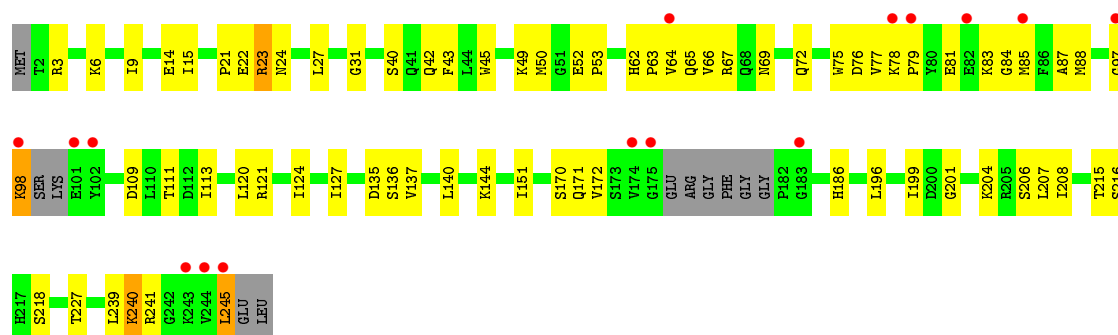 MET T2 R3 K6 I9 E14 I15 P21 E22 R23 N24 L27 G31 S40 Q41 Q42 F43 L44 W45 K49 M50 G51 E52 P53 H62 P63 V64 Q65 V66 R67 Q68 N69 Q72 W75 D76 V77 K78 P79 Y80 E81 E82 K83 G84 M85 F86 A87 M88 G97
K98 SER LYS E101 Y102 D109 L110 T111 D112 I113 L120 R121 I124 I127 D135 S136 V137 L140 K144 I151 S170 Q171 V172 S173 V174 G175 GLU ARG GLY PHE GLY GLY P182 G183 H186 L196 I199 D200 G201 K204 R205 S206 L207 I208 T215 S216
H217 S218 T227 L239 K240 R241 G242 K243 V244 L245 GLU LEU